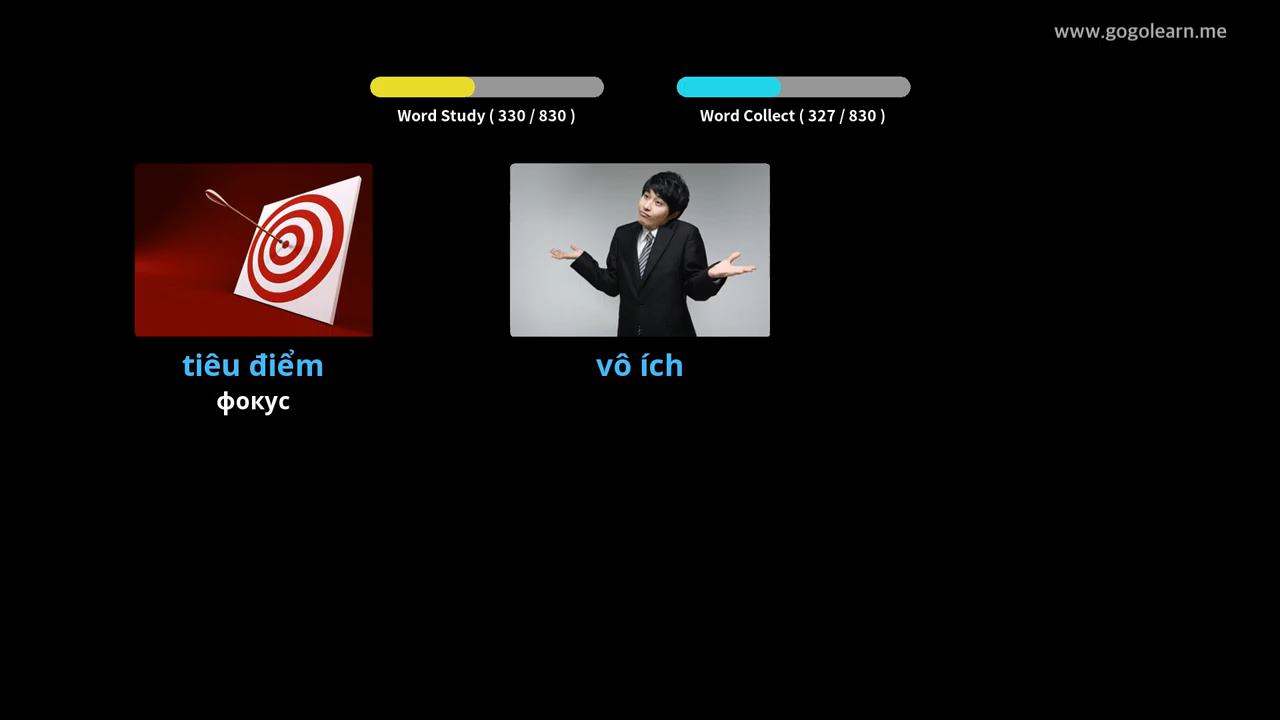 www.gogolearn.me
Word Study ( 330 / 830 )
Word Collect ( 327 / 830 )
tiêu điểm
фокус
vô ích